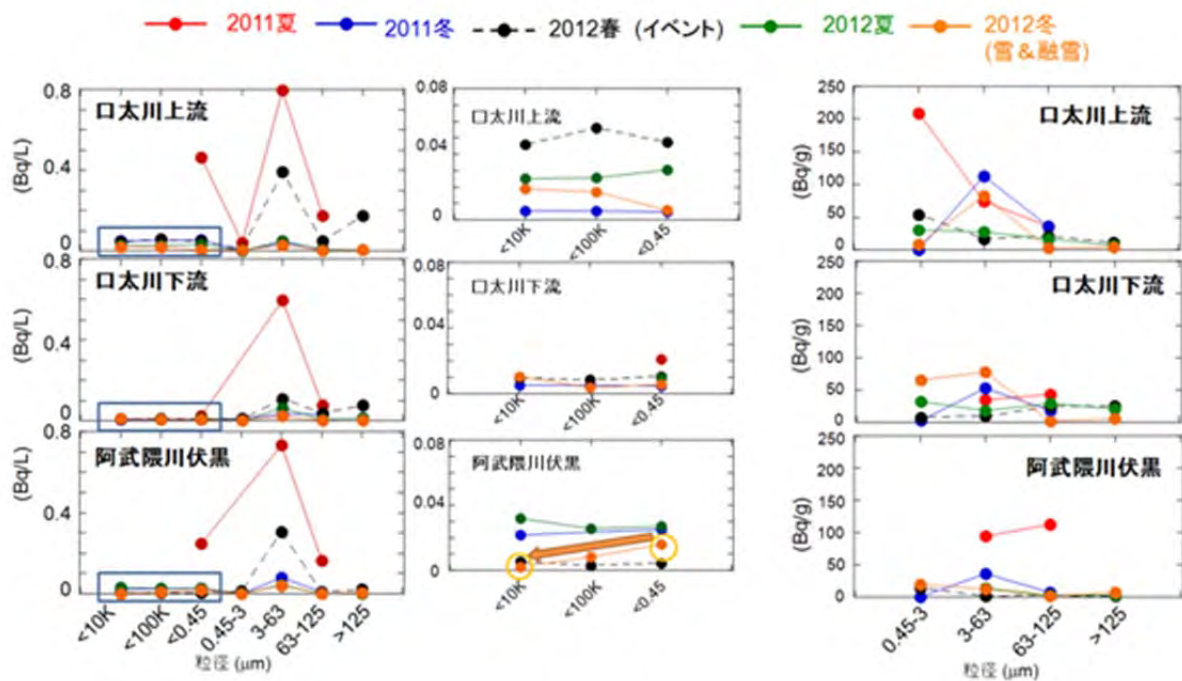 2011夏
2011冬
2012春 (イベント)
2012夏
2012冬
(雪&融雪)
0.8
口太川上流
(Bq/L)
0.4
0
0.8
口太川下流
(Bq/L)
0.4
0
0.8
阿武隈川伏黒
(Bq/L)
0.4
0
<10K
<100K
<0.45
0.45-3
3-63
63-125
>125
粒径 (μm)
0.08
口太川上流
0.04
0
<10K
<100K
<0.45
0.08
口太川下流
0.04
0
<10K
<100K
<0.45
0.08
阿武隈川伏黒
0.04
0
<10K
<100K
<0.45
250
口太川上流
200
(Bq/g)
150
100
50
0
250
口太川下流
200
(Bq/g)
150
100
50
0
250
阿武隈川伏黒
200
(Bq/g)
150
100
50
0
0.45-3
3-63
63-125
>125
粒径 (μm)